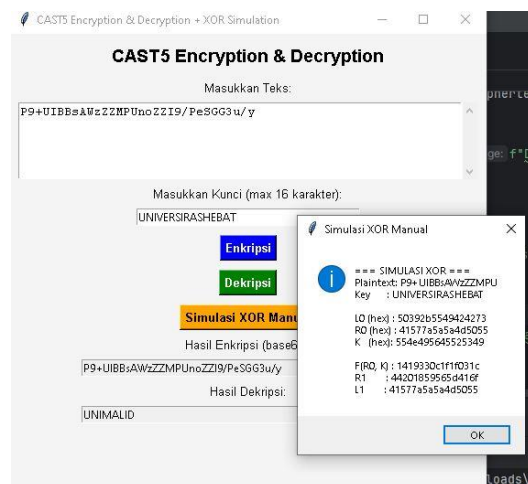 CAST5 Encryption & Decryption + XOR Simulation
CAST5 Encryption & Decryption
Masukkan Teks:
P9+UIBBsAWzZZMPUnoZZI9/PeSGG3u/y
Masukkan Kunci (max 16 karakter):
UNIVERSIRASHEBAT
Enkripsi
Dekripsi
Simulasi XOR Manu
Hasil Enkripsi (base6
P9+UIBBsAWzZZMPUnoZZI9/PeSGG3u/y
Hasil Dekripsi:
UNIMALID
Simulasi XOR Manual
=== SIMULASI XOR ===
Plaintext: P9+UIBBsAWzZZMPU
Key : UNIVERSIRASHEBAT
L0 (hex) : 50392b5549424273
R0 (hex) : 41577a5a5a4d5055
K (hex) : 554e495645525349
F(R0, K) : 1419330c1f1f031c
R1 : 44201859565d416f
L1 : 41577a5a5a4d5055
OK
pherte
ge: f"D
loads\